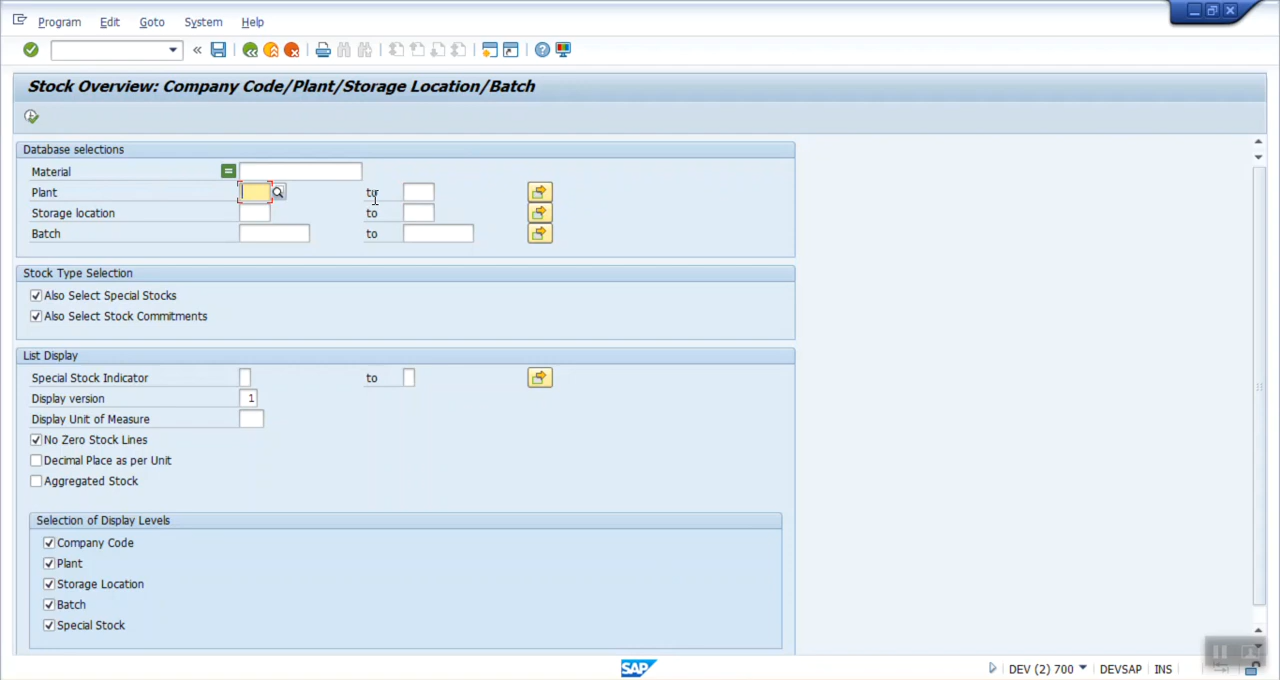 Program Edit Goto System Help
Stock Overview: Company Code/Plant/Storage Location/Batch
Database selections
Material
Plant to
Storage location to
Batch to
Stock Type Selection
Also Select Special Stocks
Also Select Stock Commitments
List Display
Special Stock Indicator to
Display version 1
Display Unit of Measure
No Zero Stock Lines
Decimal Place as per Unit
Aggregated Stock
Selection of Display Levels
Company Code
Plant
Storage Location
Batch
Special Stock
SAP DEV (2) 700 DEVSAP INS